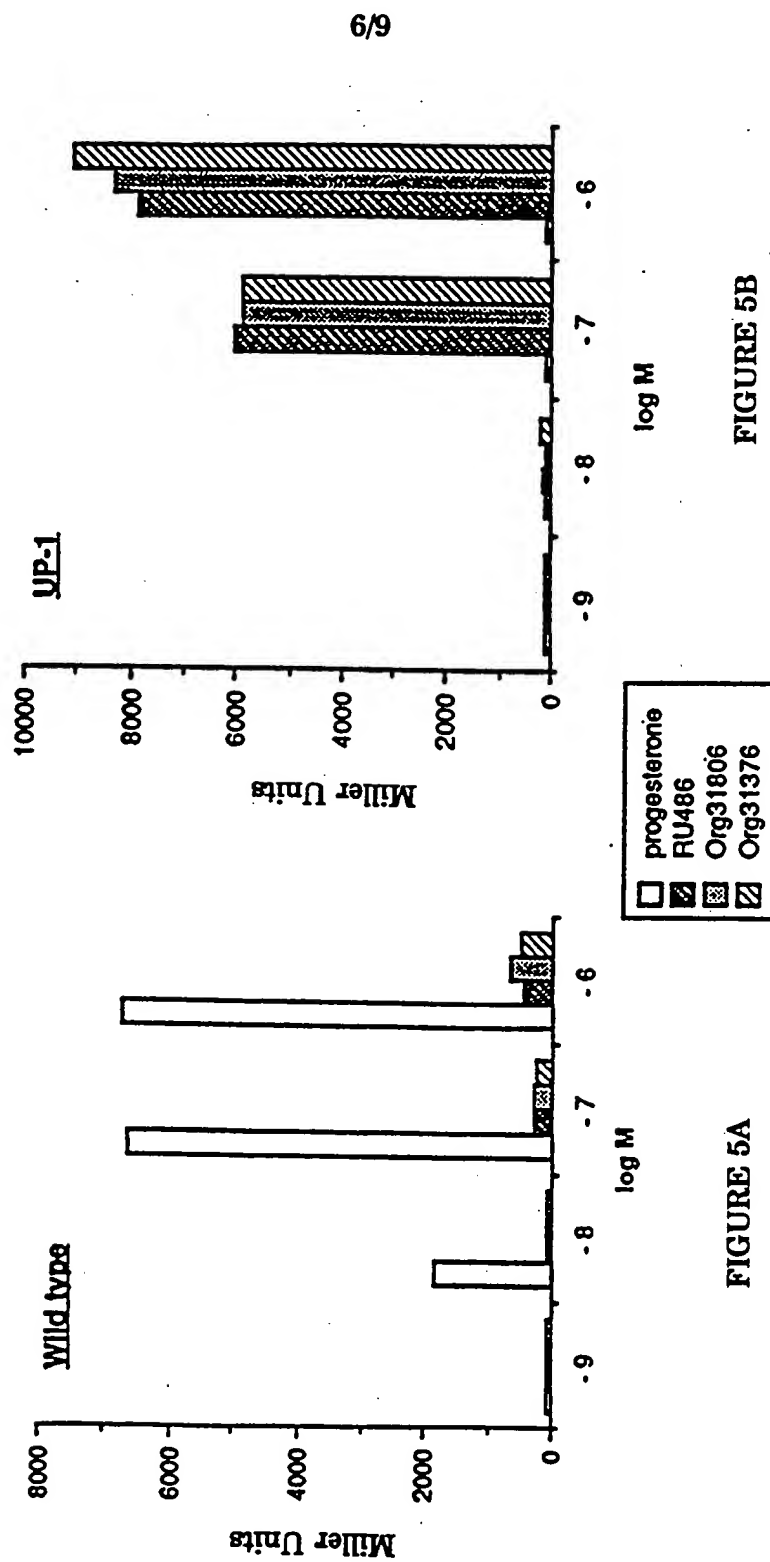 6/9
Wild type
Miller Units
8000
6000
4000
2000
0
- 9
- 8
- 7
- 6
log M
FIGURE 5A
progesterone
RU486
Org31806
Org31376
UP-1
Miller Units
10000
8000
6000
4000
2000
0
- 9
- 8
- 7
- 6
log M
FIGURE 5B